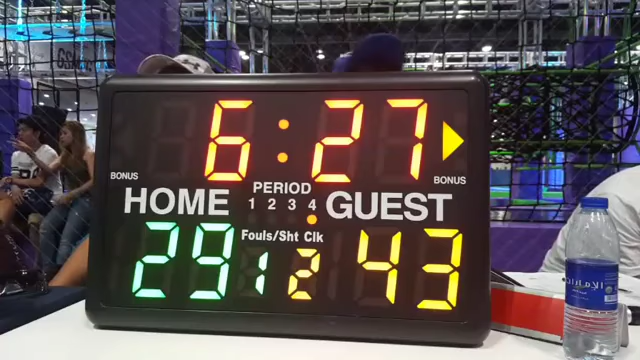 6:27
BONUS
BONUS
HOME
PERIOD
1 2 3 4
GUEST
Fouls/Sht Clk
29
1
2
43